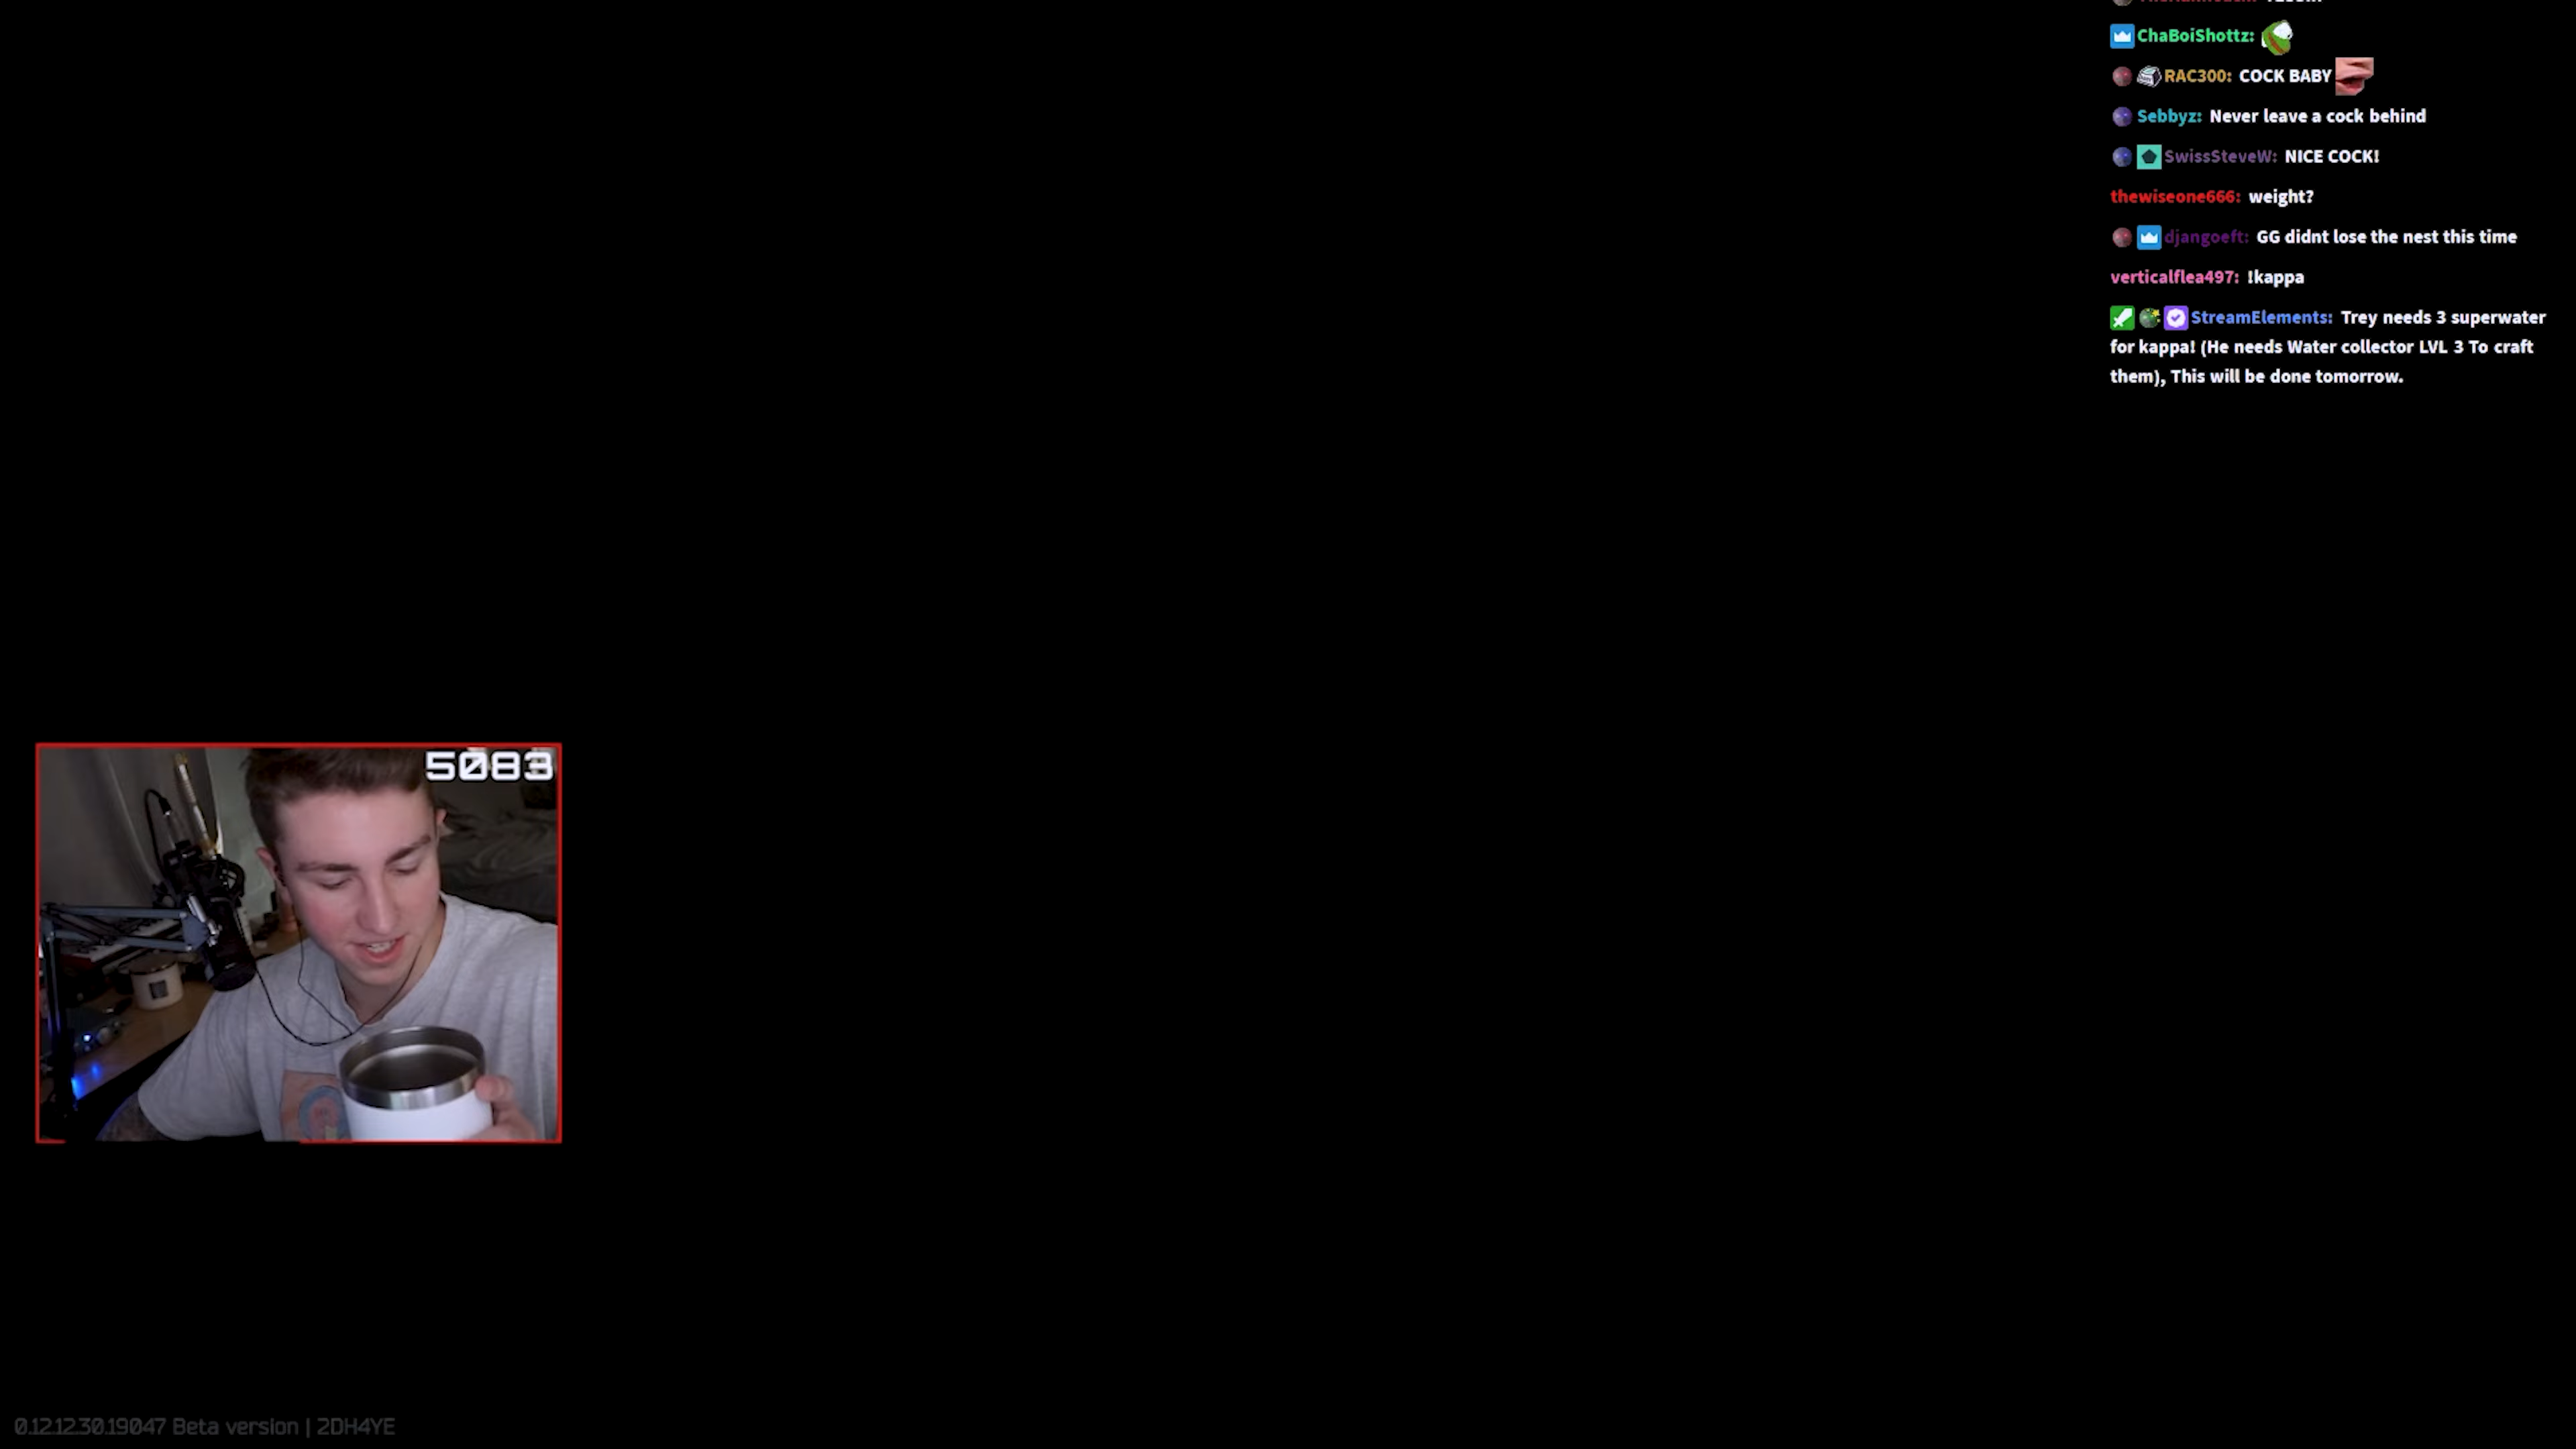 ChaBoiShottz:
RAC300: COCK BABY
Sebbyz: Never leave a cock behind
SwissSteveW: NICE COCK!
thewiseone666: weight?
djangoeft: GG didnt lose the nest this time
verticalflea497: !kappa
StreamElements: Trey needs 3 superwater
for kappa! (He needs Water collector LVL 3 To craft
them), This will be done tomorrow.
5083
0.12.12.30.19047 Beta version | 2DH4YE